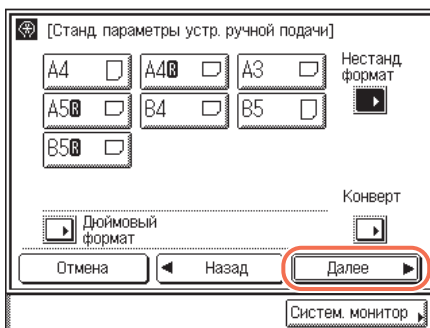 [Станд. параметры устр. ручной подачи]
A4 A4R A3
Нестанд.
формат
A5R B4 B5
B5R
Конверт
Дюймовый
формат
Отмена Назад Далее
Систем. монитор